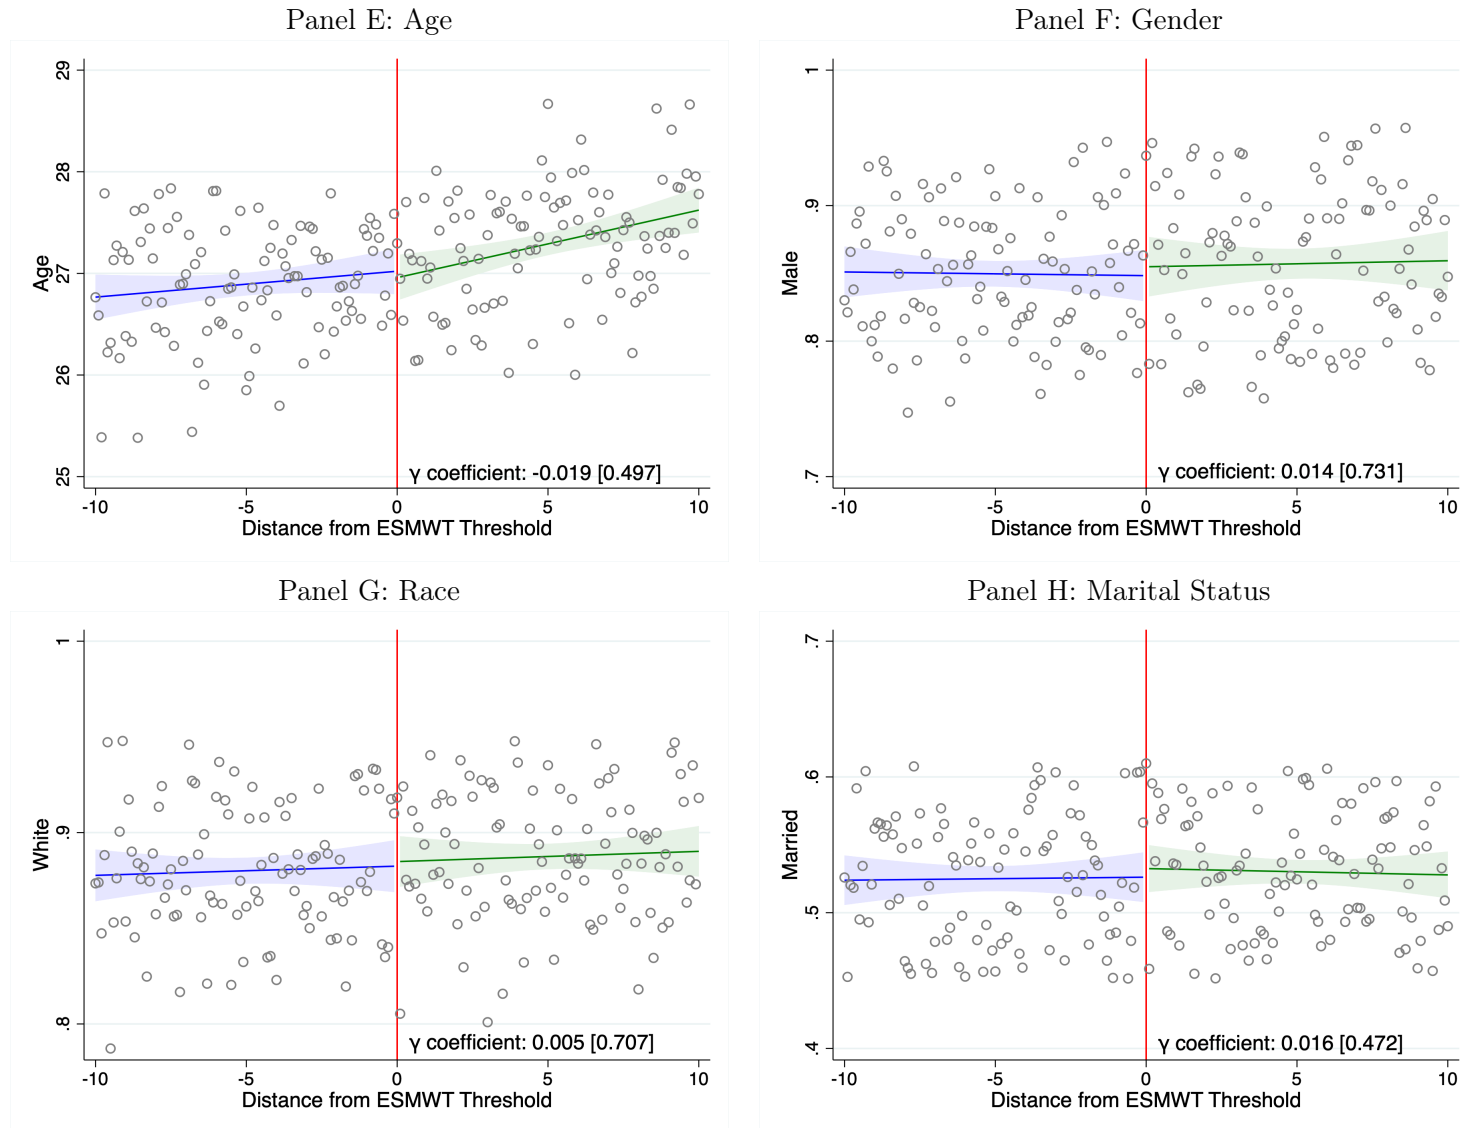 Panel E: Age
29
28
27
26
25
Age
γ coefficient: -0.019 [0.497]
-10 -5 0 5 10
Distance from ESMWT Threshold
Panel F: Gender
1
.9
.8
.7
Male
γ coefficient: 0.014 [0.731]
-10 -5 0 5 10
Distance from ESMWT Threshold
Panel G: Race
1
.9
.8
White
γ coefficient: 0.005 [0.707]
-10 -5 0 5 10
Distance from ESMWT Threshold
Panel H: Marital Status
.7
.6
.5
.4
Married
γ coefficient: 0.016 [0.472]
-10 -5 0 5 10
Distance from ESMWT Threshold